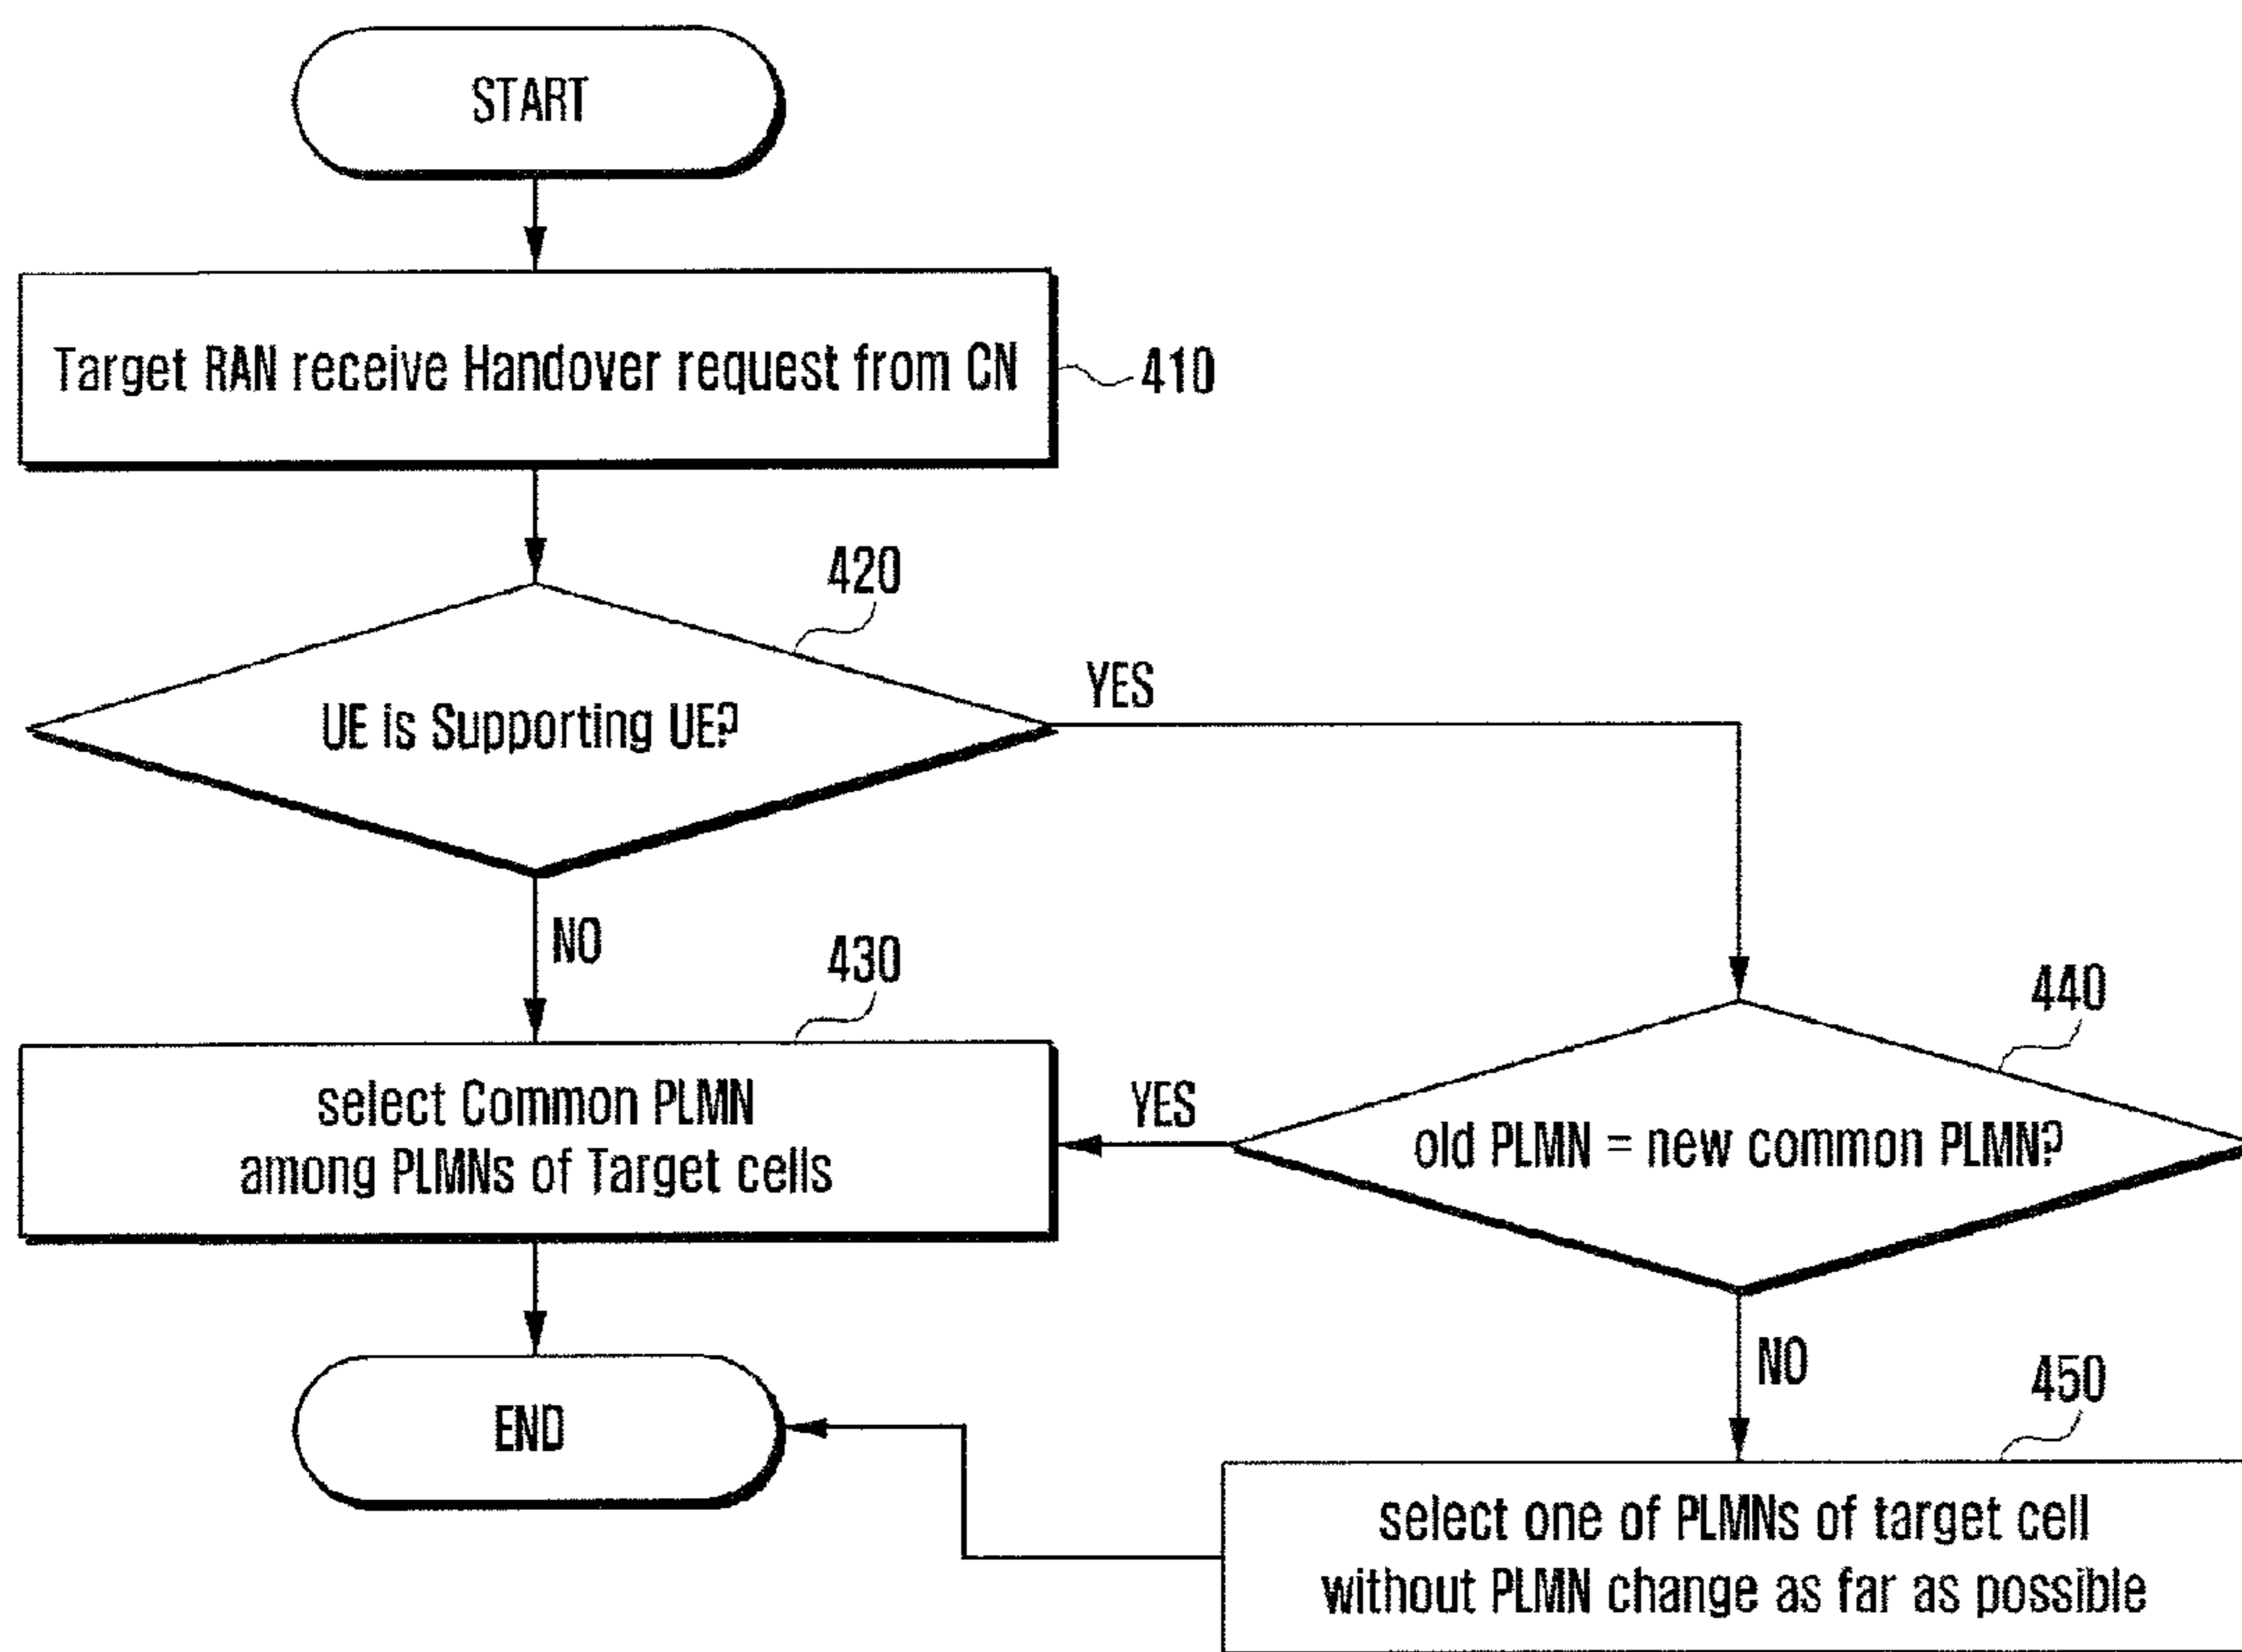 START
Target RAN receive Handover request from CN
410
420
UE is Supporting UE?
YES
NO
430
select Common PLMN
among PLMNs of Target cells
YES
440
old PLMN = new common PLMN?
NO
END
450
select one of PLMNs of target cell
without PLMN change as far as possible